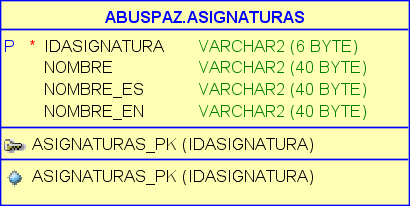 ABUSPAZ.ASIGNATURAS
P * IDASIGNATURA VARCHAR2 (6 BYTE)
NOMBRE VARCHAR2 (40 BYTE)
NOMBRE_ES VARCHAR2 (40 BYTE)
NOMBRE_EN VARCHAR2 (40 BYTE)
ASIGNATURAS_PK (IDASIGNATURA)
ASIGNATURAS_PK (IDASIGNATURA)